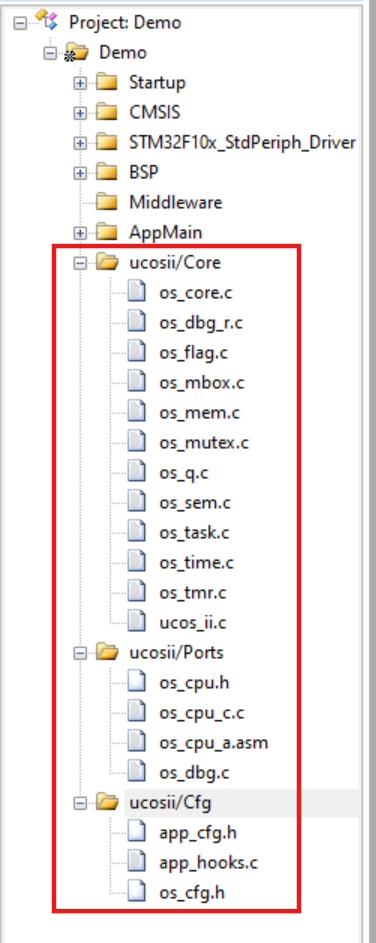 Project: Demo
Demo
Startup
CMSIS
STM32F10x_StdPeriph_Driver
BSP
Middleware
AppMain
ucosii/Core
os_core.c
os_dbg_r.c
os_flag.c
os_mbox.c
os_mem.c
os_mutex.c
os_q.c
os_sem.c
os_task.c
os_time.c
os_tmr.c
ucos_ii.c
ucosii/Ports
os_cpu.h
os_cpu_c.c
os_cpu_a.asm
os_dbg.c
ucosii/Cfg
app_cfg.h
app_hooks.c
os_cfg.h